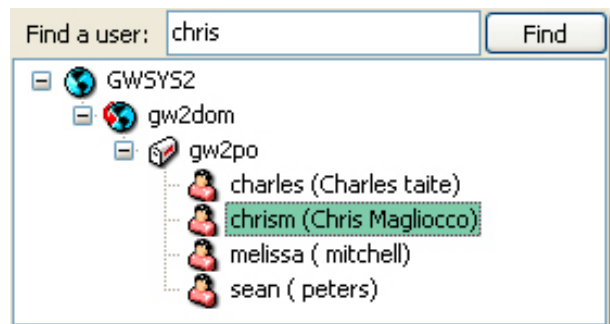 Find a user: chris Find
GWSYS2
gw2dom
gw2po
charles (Charles taite)
chrism (Chris Magliocco)
melissa ( mitchell)
sean ( peters)